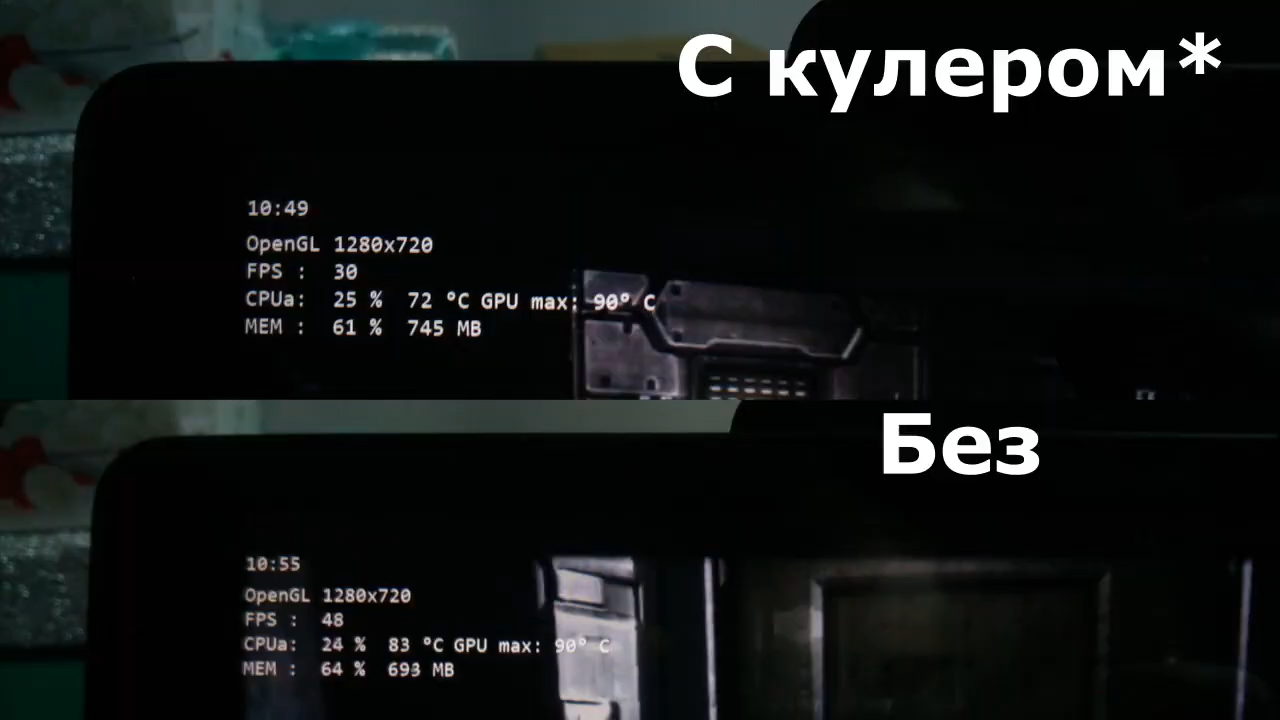 С кулером*
10:49
OpenGL 1280x720
FPS : 30
CPUa: 25 % 72 °C GPU max: 90° C
MEM : 61 % 745 MB
Без
10:55
OpenGL 1280x720
FPS : 48
CPUa: 24 % 83 °C GPU max: 90° C
MEM : 64 % 693 MB